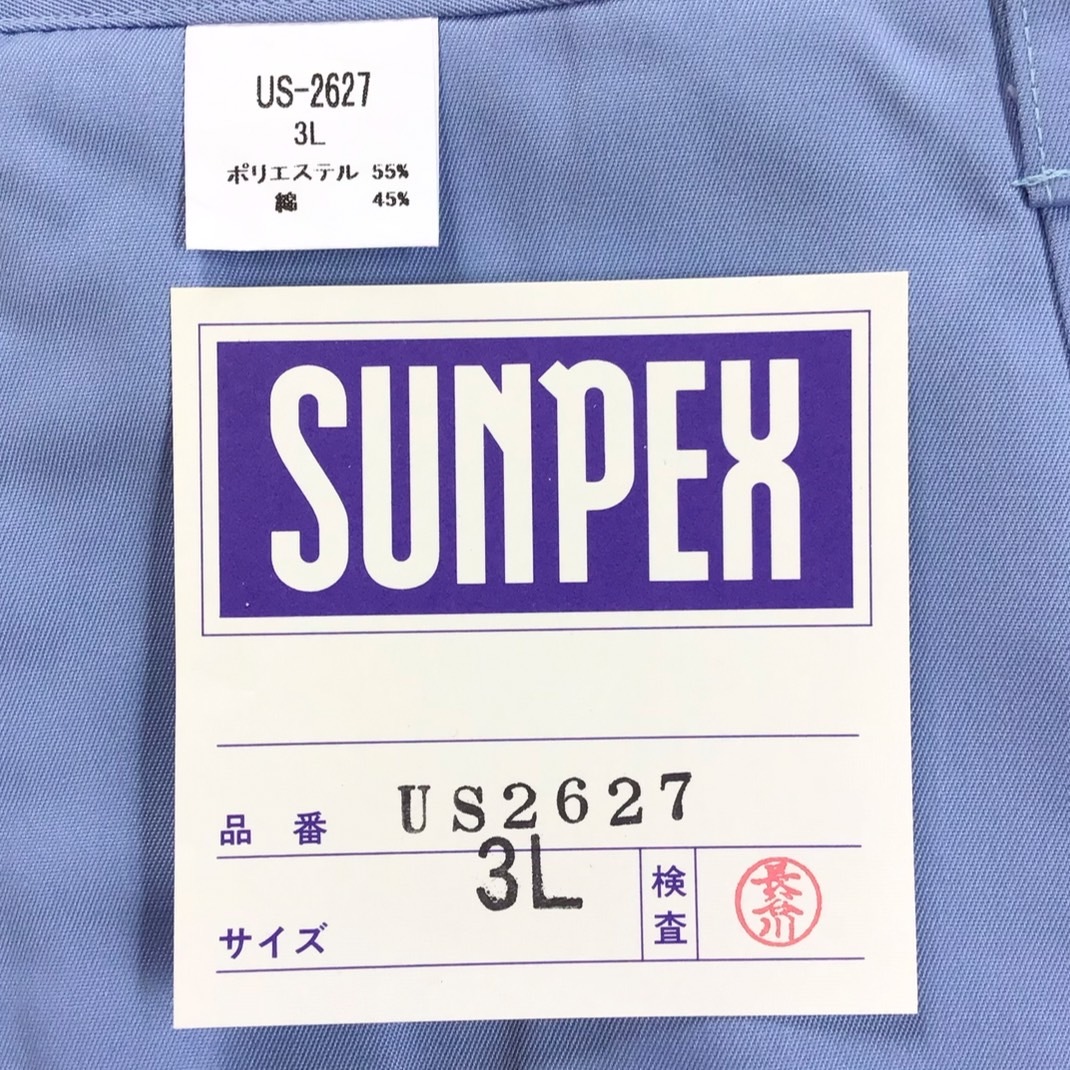 US-2627
3L
ポリエステル 55%
綿 45%
SUNPEX
品 番 US2627
サイズ 3L
検査
長谷川